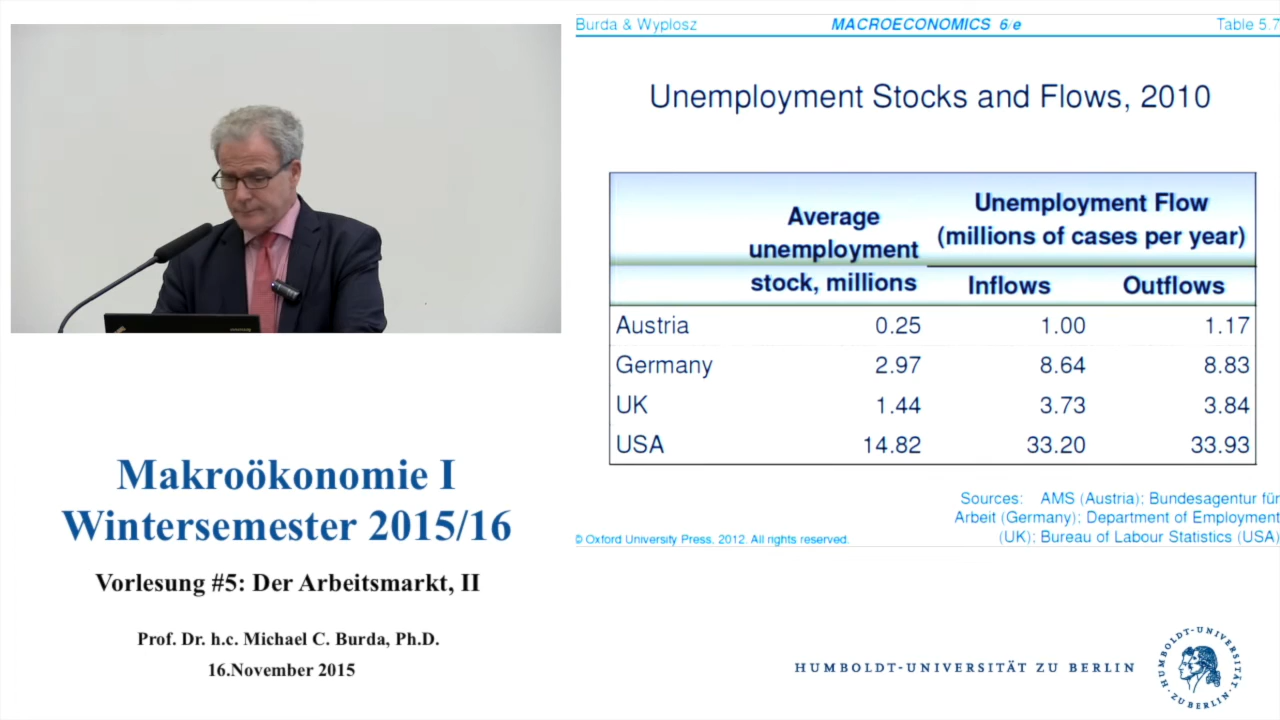 Burda & Wyplosz MACROECONOMICS 6/e Table 5.7
Unemployment Stocks and Flows, 2010
Average unemployment stock, millions
Unemployment Flow
(millions of cases per year)
Inflows Outflows
Austria 0.25 1.00 1.17
Germany 2.97 8.64 8.83
UK 1.44 3.73 3.84
USA 14.82 33.20 33.93
Sources: AMS (Austria); Bundesagentur für
Arbeit (Germany); Department of Employment
(UK); Bureau of Labour Statistics (USA)
© Oxford University Press, 2012. All rights reserved.
Makroökonomie I
Wintersemester 2015/16
Vorlesung #5: Der Arbeitsmarkt, II
Prof. Dr. h.c. Michael C. Burda, Ph.D.
16.November 2015
HUMBOLDT-UNIVERSITÄT ZU BERLIN
HUMBOLDT-UNIVERSITÄT ZU BERLIN